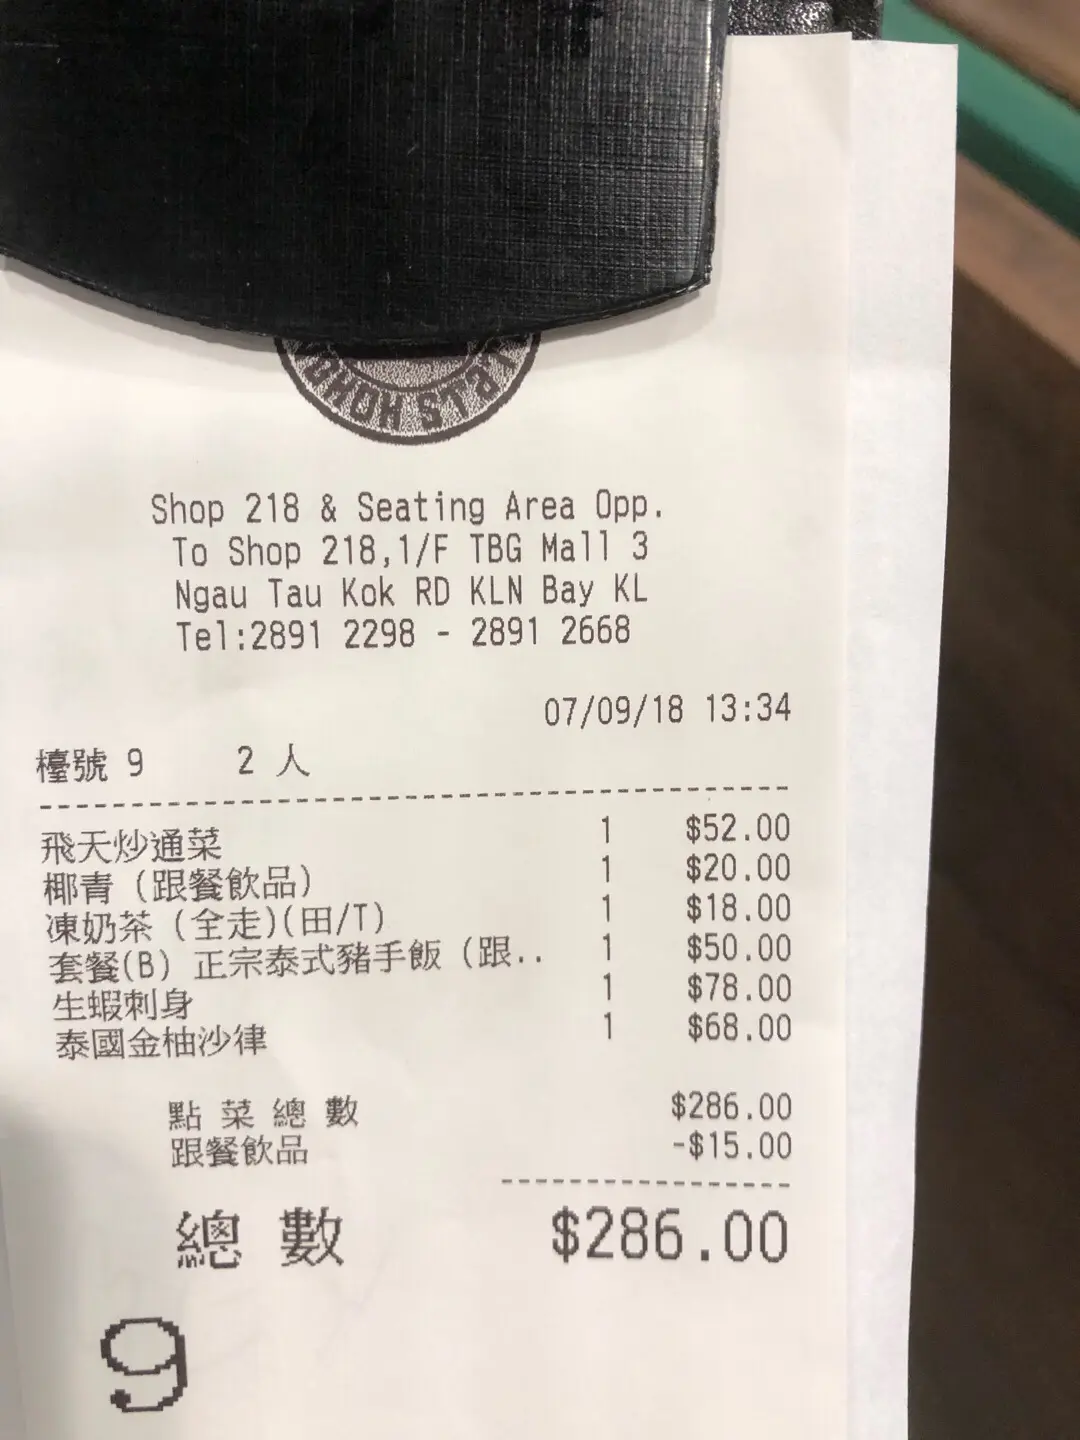 Shop 218 & Seating Area Opp.
To Shop 218,1/F TBG Mall 3
Ngau Tau Kok RD KLN Bay KL
Tel:2891 2298 - 2891 2668
07/09/18 13:34
檯號 9 2 人
飛天炒通菜 1 $52.00
椰青 (跟餐飲品) 1 $20.00
凍奶茶 (全走)(田/T) 1 $18.00
套餐(B) 正宗泰式豬手飯 (跟.. 1 $50.00
生蝦刺身 1 $78.00
泰國金柚沙律 1 $68.00
點菜總數 $286.00
跟餐飲品 -$15.00
總數 $286.00
9